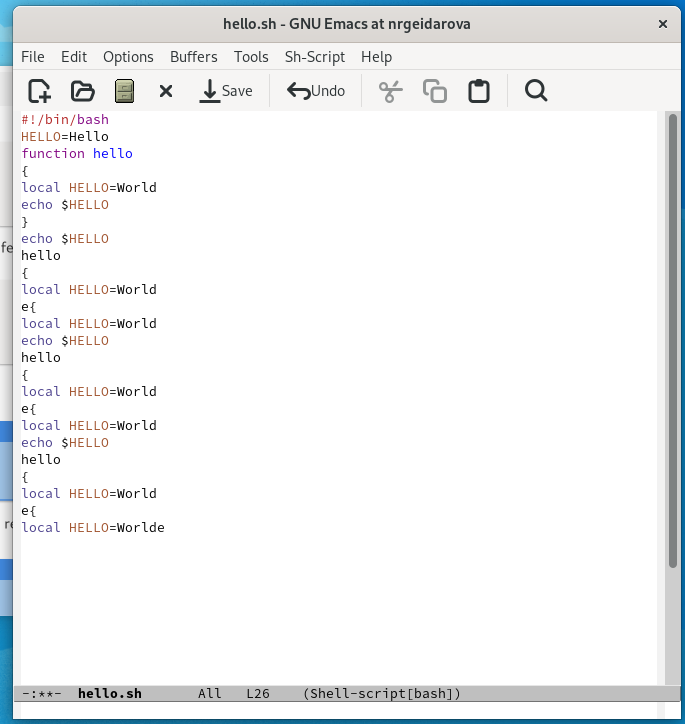 hello.sh - GNU Emacs at nrgeidarova
File Edit Options Buffers Tools Sh-Script Help
Save Undo
#!/bin/bash
HELLO=Hello
function hello
{
local HELLO=World
echo $HELLO
}
echo $HELLO
hello
{
local HELLO=World
e{
local HELLO=World
echo $HELLO
hello
{
local HELLO=World
e{
local HELLO=World
echo $HELLO
hello
{
local HELLO=World
e{
local HELLO=Worlde
fe
re
-:**- hello.sh All L26 (Shell-script[bash])